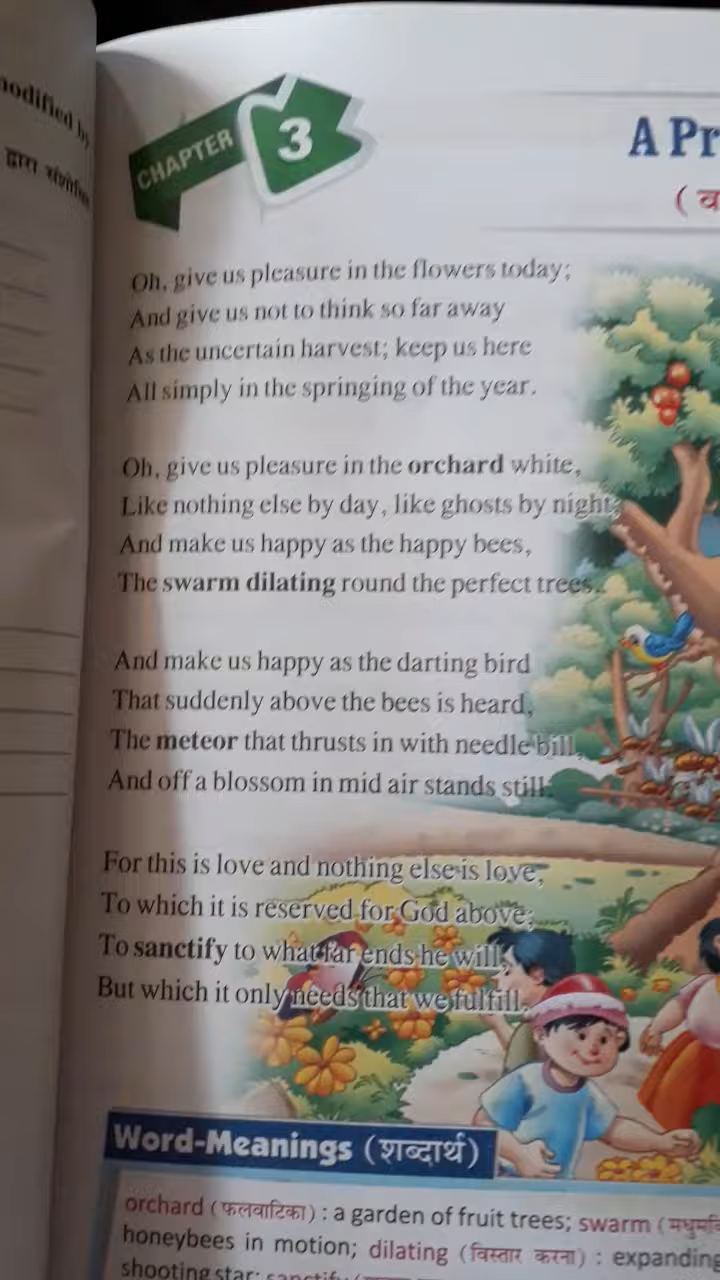 modified by
द्वारा संशोधित
CHAPTER 3
A Pr
( व
Oh, give us pleasure in the flowers today;
And give us not to think so far away
As the uncertain harvest; keep us here
All simply in the springing of the year.
Oh, give us pleasure in the orchard white,
Like nothing else by day, like ghosts by night;
And make us happy as the happy bees,
The swarm dilating round the perfect trees.
And make us happy as the darting bird
That suddenly above the bees is heard,
The meteor that thrusts in with needle bill,
And off a blossom in mid air stands still.
For this is love and nothing else is love,
To which it is reserved for God above;
To sanctify to what far ends he will,
But which it only needs that we fulfill.
Word-Meanings (शब्दार्थ)
orchard (फलवाटिका) : a garden of fruit trees; swarm (
honeybees in motion; dilating (विस्तार करना) : expanding
shooting star; sanctify